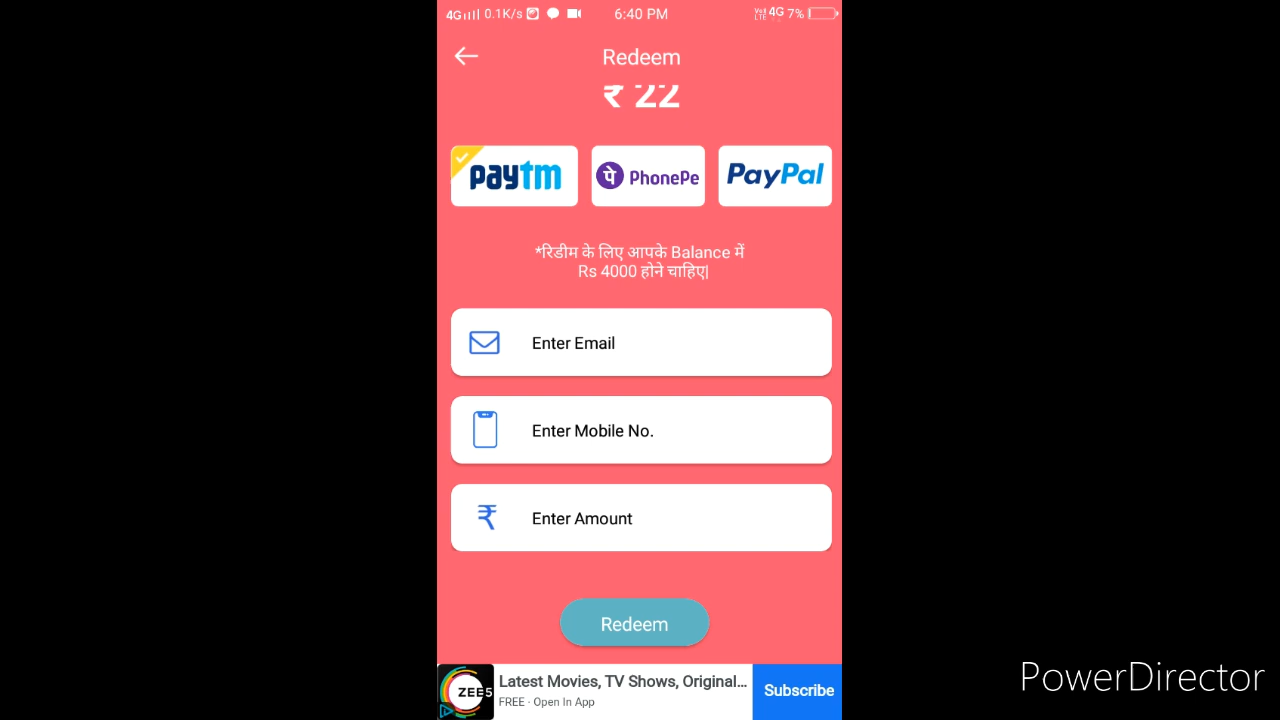 4G 0.1K/s 6:40 PM 4G 7%
Redeem
₹ 22
paytm पे PhonePe PayPal
*रिडीम के लिए आपके Balance में
Rs 4000 होने चाहिए|
Enter Email
Enter Mobile No.
₹ Enter Amount
Redeem
ZEE5 Latest Movies, TV Shows, Original...
FREE · Open In App
Subscribe
PowerDirector